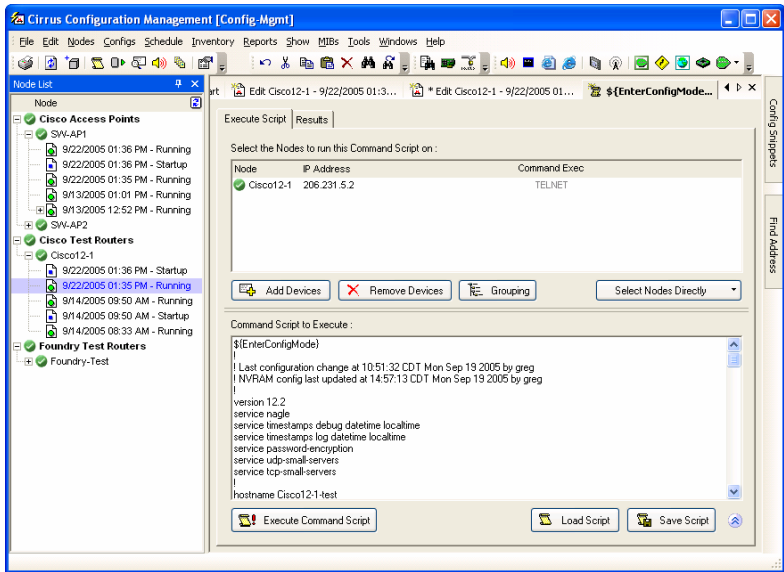 Cirrus Configuration Management [Config-Mgmt]
File Edit Nodes Configs Schedule Inventory Reports Show MIBs Tools Windows Help
Node List
Node
Cisco Access Points
SW-AP1
9/22/2005 01:36 PM - Running
9/22/2005 01:36 PM - Startup
9/22/2005 01:35 PM - Running
9/13/2005 01:01 PM - Running
9/13/2005 12:52 PM - Running
SW-AP2
Cisco Test Routers
Cisco12-1
9/22/2005 01:36 PM - Startup
9/22/2005 01:35 PM - Running
9/14/2005 09:50 AM - Running
9/14/2005 09:50 AM - Startup
9/14/2005 08:33 AM - Running
Foundry Test Routers
Foundry-Test
art Edit Cisco12-1 - 9/22/2005 01:3... * Edit Cisco12-1 - 9/22/2005 01... ${EnterConfigMode...
Execute Script Results
Select the Nodes to run this Command Script on :
Node IP Address Command Exec
Cisco12-1 206.231.5.2 TELNET
Add Devices Remove Devices Grouping Select Nodes Directly
Command Script to Execute :
${EnterConfigMode}
!
! Last configuration change at 10:51:32 CDT Mon Sep 19 2005 by greg
! NVRAM config last updated at 14:57:13 CDT Mon Sep 19 2005 by greg
!
version 12.2
service nagle
service timestamps debug datetime localtime
service timestamps log datetime localtime
service password-encryption
service udp-small-servers
service tcp-small-servers
!
hostname Cisco12-1-test
Execute Command Script Load Script Save Script
Config Snippets
Find Address